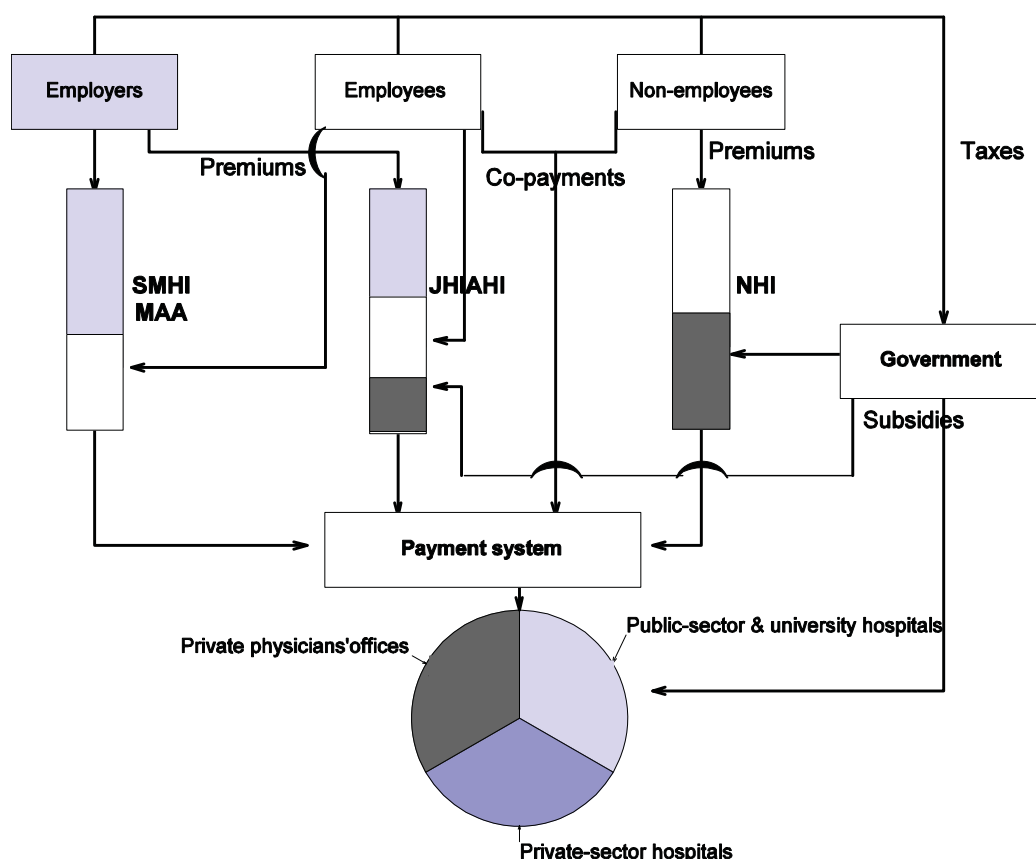 Employers
Employees
Non-employees
Premiums
Co-payments
Premiums
Taxes
SMHI
MAA
JHIAHI
NHI
Government
Subsidies
Payment system
Private physicians'offices
Public-sector & university hospitals
Private-sector hospitals